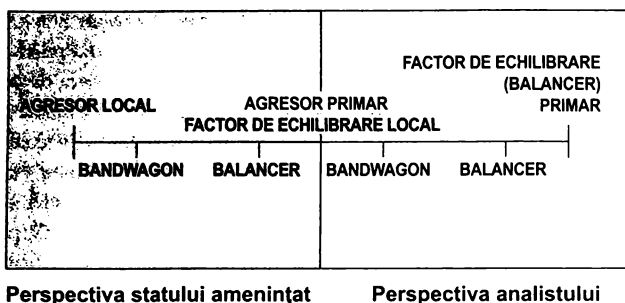 FACTOR DE ECHILIBRARE
(BALANCER)
AGRESOR LOCAL AGRESOR PRIMAR PRIMAR
FACTOR DE ECHILIBRARE LOCAL
BANDWAGON BALANCER BANDWAGON BALANCER
Perspectiva statului amenințat Perspectiva analistului